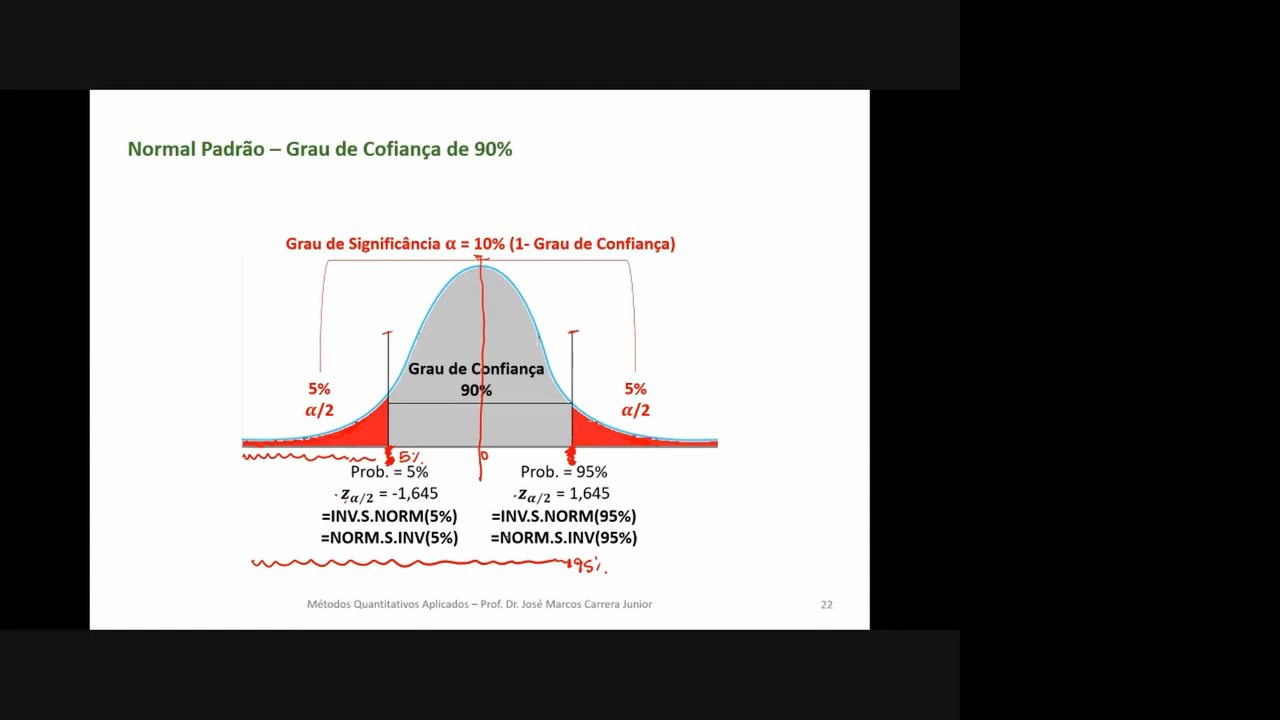 Normal Padrão – Grau de Cofiança de 90%
Grau de Significância α = 10% (1- Grau de Confiança)
Grau de Confiança
90%
5%
α/2
5%
α/2
5%
0
Prob. = 5%
zα/2 = -1,645
=INV.S.NORM(5%)
=NORM.S.INV(5%)
Prob. = 95%
zα/2 = 1,645
=INV.S.NORM(95%)
=NORM.S.INV(95%)
95%
Métodos Quantitativos Aplicados – Prof. Dr. José Marcos Carrera Junior
22